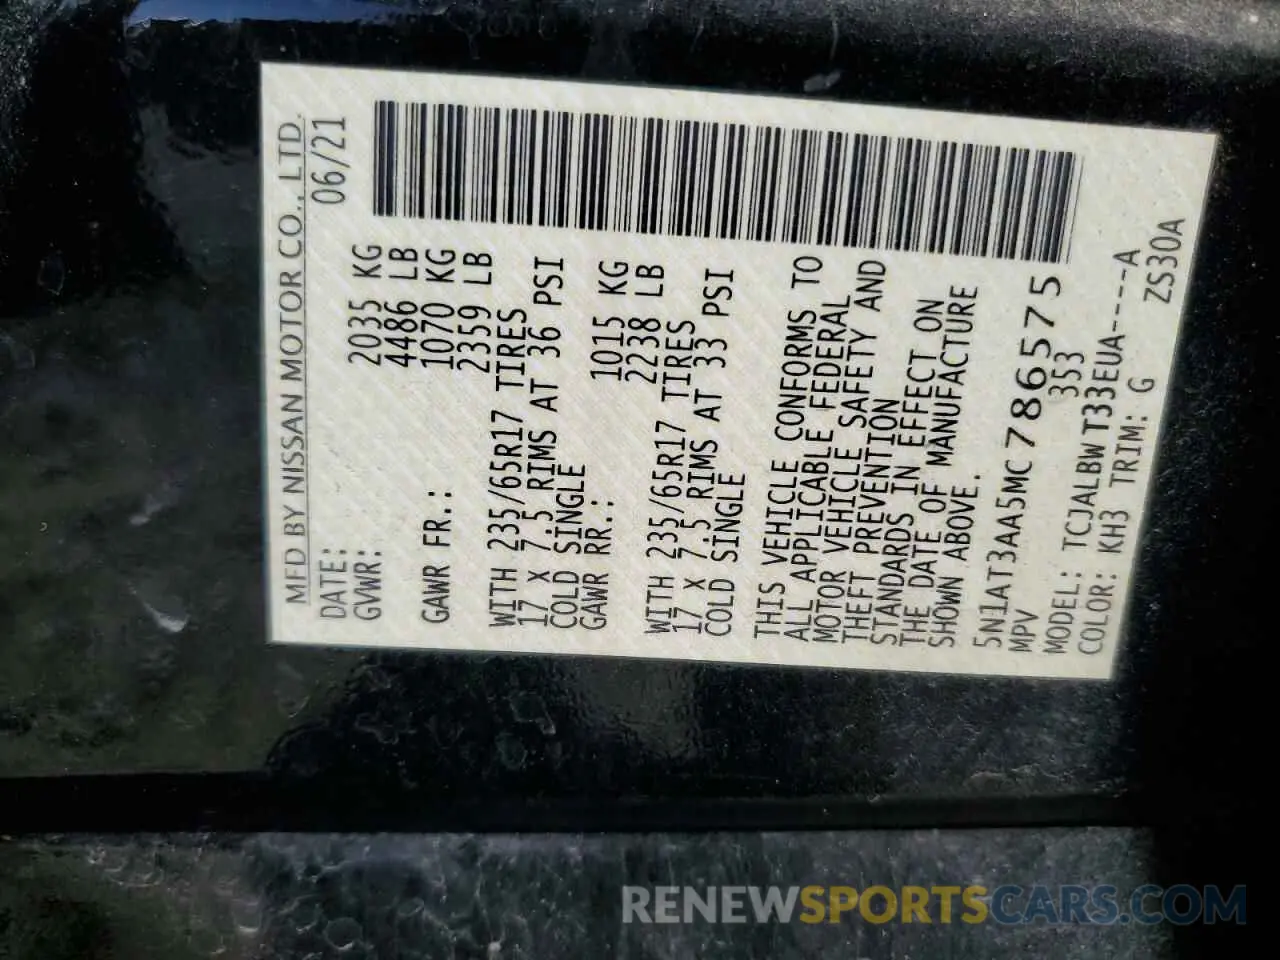 MFD BY NISSAN MOTOR CO., LTD.
DATE: 06/21
GVWR: 2035 KG
4486 LB
GAWR FR.: 1070 KG
2359 LB
WITH 235/65R17 TIRES
17 X 7.5 RIMS AT 36 PSI
COLD SINGLE
GAWR RR.: 1015 KG
2238 LB
WITH 235/65R17 TIRES
17 X 7.5 RIMS AT 33 PSI
COLD SINGLE
THIS VEHICLE CONFORMS TO
ALL APPLICABLE FEDERAL
MOTOR VEHICLE SAFETY AND
THEFT PREVENTION
STANDARDS IN EFFECT ON
THE DATE OF MANUFACTURE
SHOWN ABOVE.
5N1AT3AA5MC786575
MPV 353
MODEL: TCJALBW T33EUA----A
COLOR: KH3 TRIM: G ZS30A
RENEWSPORTSCARS.COM